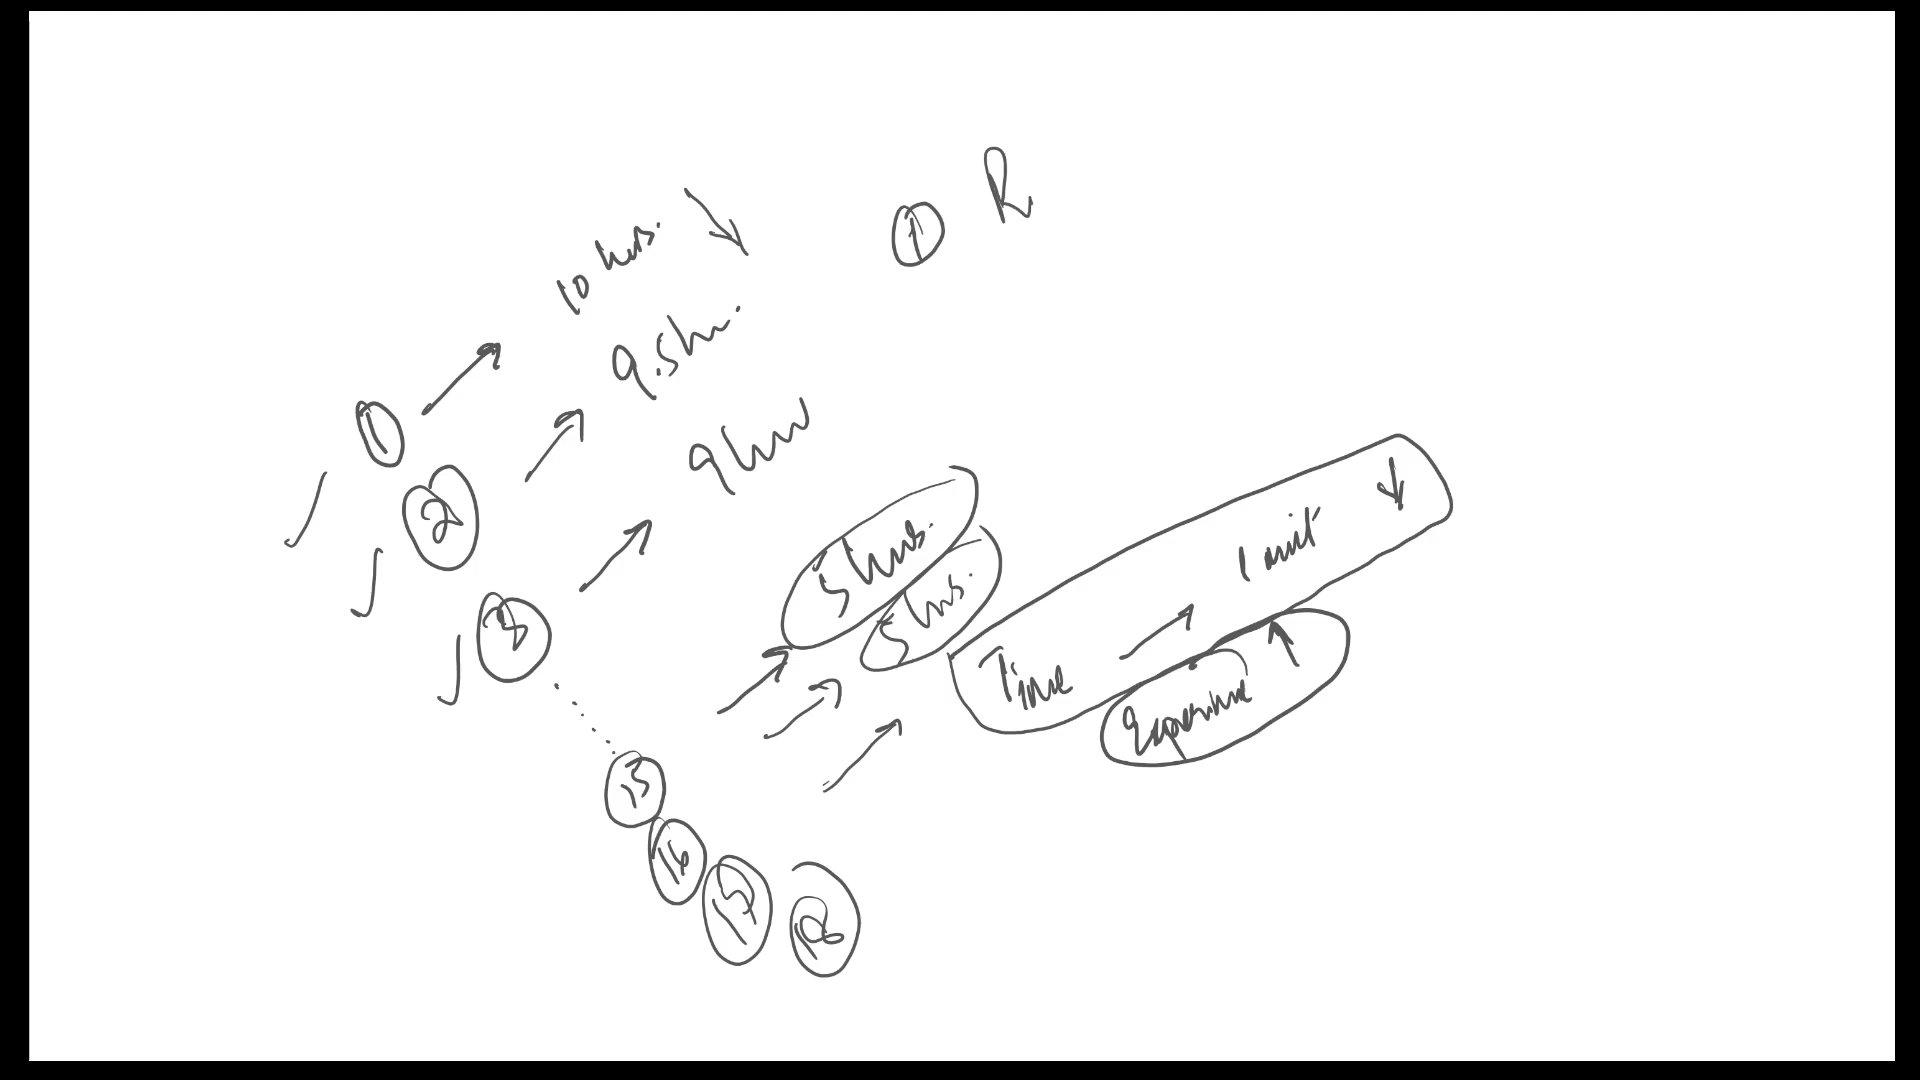 1 R
10 hrs.
9.5 hr.
1
9 hrs
2
5 hrs.
1 unit
3
5 hrs.
Time
Experience
15
16
17
18